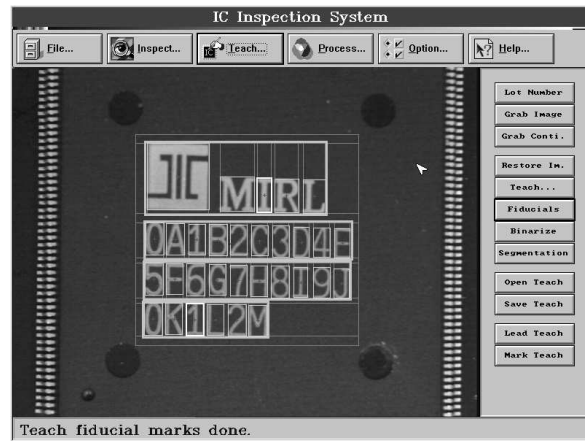 IC Inspection System
File... Inspect... Teach... Process... Option... Help...
Lot Number
Grab Image
Grab Conti.
Restore Im.
Teach...
Fiducials
Binarize
Segmentation
Open Teach
Save Teach
Lead Teach
Mark Teach
MIRL
0A1B2C3D4E
5F6G7H8I9J
0K1L2M
Teach fiducial marks done.